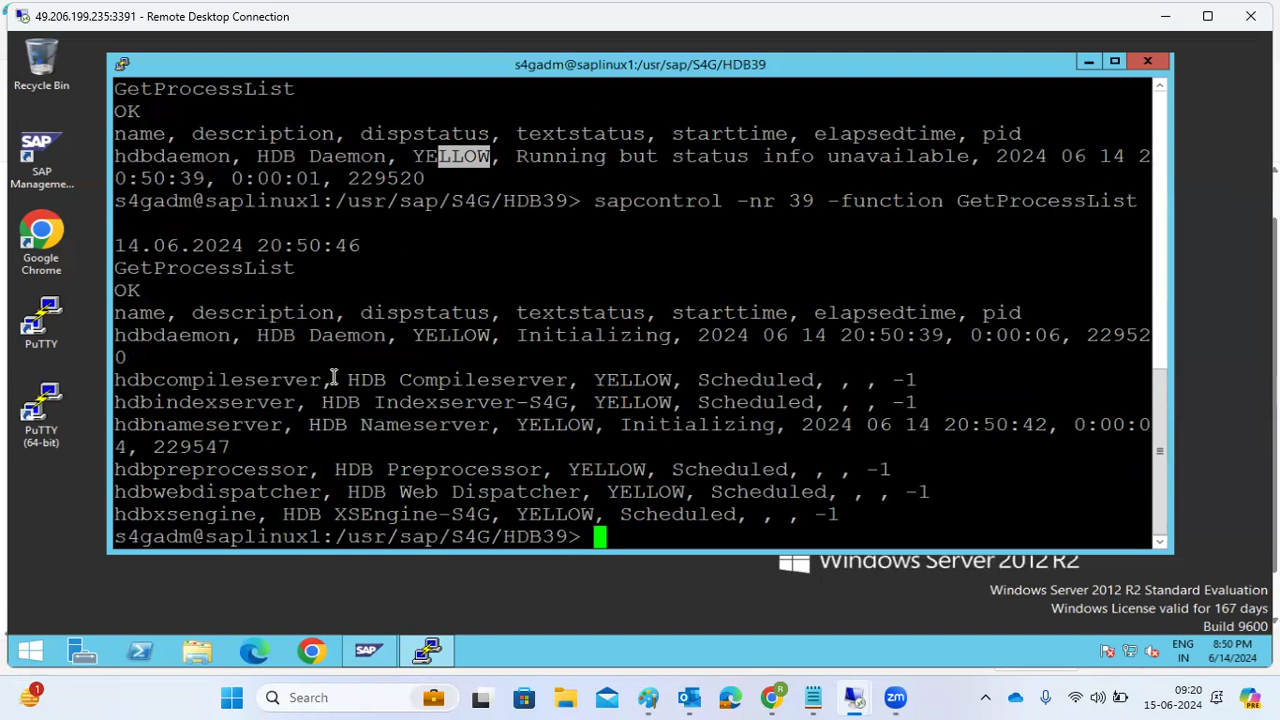 49.206.199.235:3391 - Remote Desktop Connection
Recycle Bin
SAP
Manageme...
Google
Chrome
PuTTY
PuTTY
(64-bit)
s4gadm@saplinux1:/usr/sap/S4G/HDB39
GetProcessList
OK
name, description, dispstatus, textstatus, starttime, elapsedtime, pid
hdbdaemon, HDB Daemon, YELLOW, Running but status info unavailable, 2024 06 14 2
0:50:39, 0:00:01, 229520
s4gadm@saplinux1:/usr/sap/S4G/HDB39> sapcontrol -nr 39 -function GetProcessList
14.06.2024 20:50:46
GetProcessList
OK
name, description, dispstatus, textstatus, starttime, elapsedtime, pid
hdbdaemon, HDB Daemon, YELLOW, Initializing, 2024 06 14 20:50:39, 0:00:06, 22952
0
hdbcompileserver, HDB Compileserver, YELLOW, Scheduled, , , -1
hdbindexserver, HDB Indexserver-S4G, YELLOW, Scheduled, , , -1
hdbnameserver, HDB Nameserver, YELLOW, Initializing, 2024 06 14 20:50:42, 0:00:0
4, 229547
hdbpreprocessor, HDB Preprocessor, YELLOW, Scheduled, , , -1
hdbwebdispatcher, HDB Web Dispatcher, YELLOW, Scheduled, , , -1
hdbxsengine, HDB XSEngine-S4G, YELLOW, Scheduled, , , -1
s4gadm@saplinux1:/usr/sap/S4G/HDB39>
Windows Server 2012 R2
Windows Server 2012 R2 Standard Evaluation
Windows License valid for 167 days
Build 9600
SAP
ENG
IN
8:50 PM
6/14/2024
1
Search
R
zm
09:20
15-06-2024
PRE